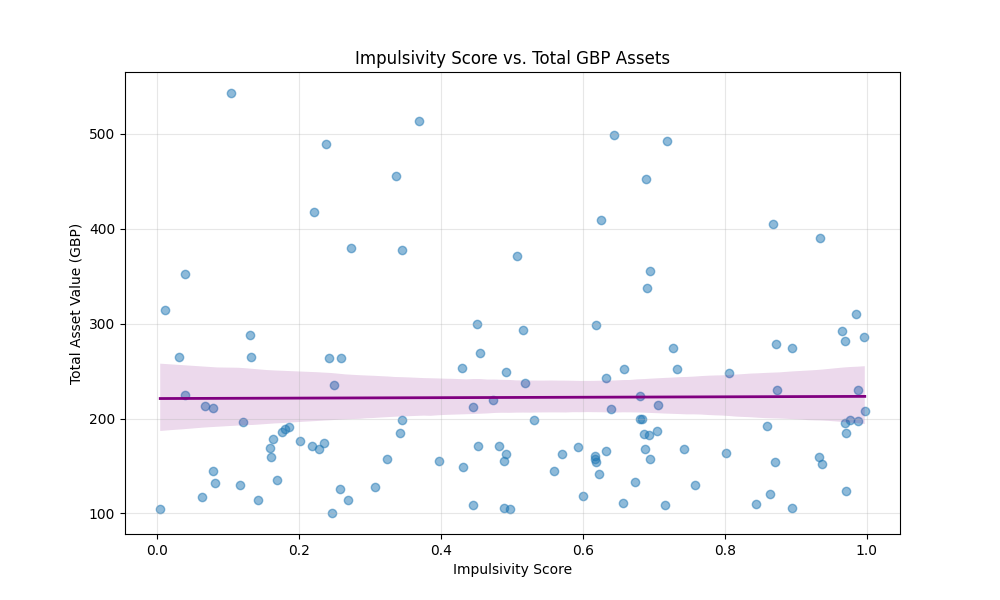 Impulsivity Score vs. Total GBP Assets
Total Asset Value (GBP)
500
400
300
200
100
0.0 0.2 0.4 0.6 0.8 1.0
Impulsivity Score